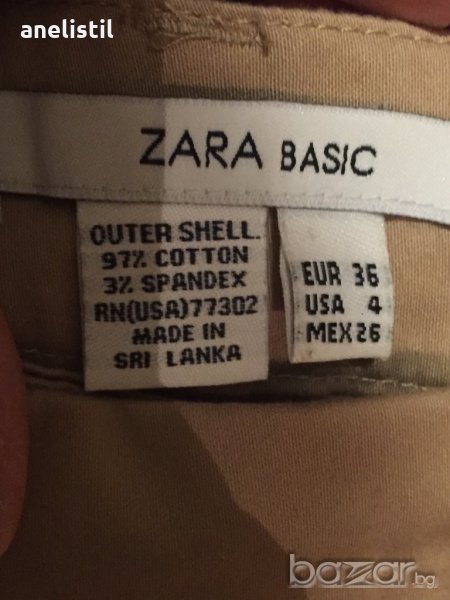 anelistil
ZARA BASIC
OUTER SHELL.
97% COTTON
3% SPANDEX
RN(USA)77302
MADE IN
SRI LANKA
EUR 36
USA 4
MEX 26
bazar.bg